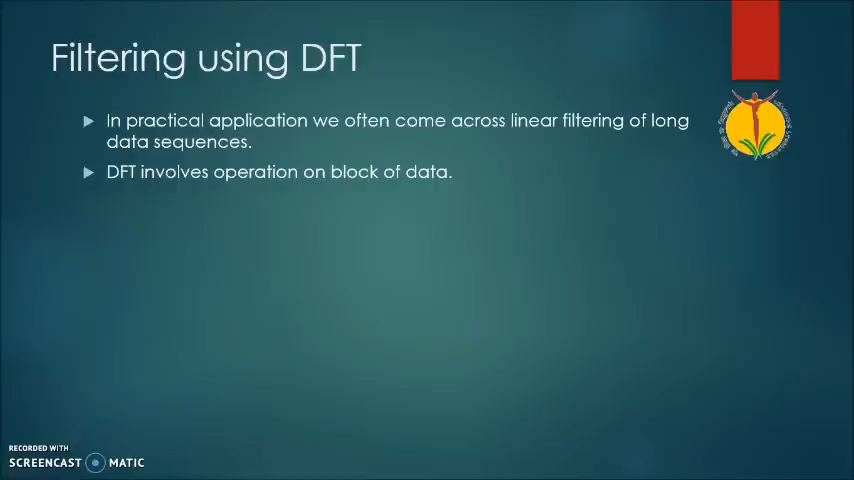 Filtering using DFT
In practical application we often come across linear filtering of long
data sequences.
DFT involves operation on block of data.
RECORDED WITH
SCREENCAST MATIC